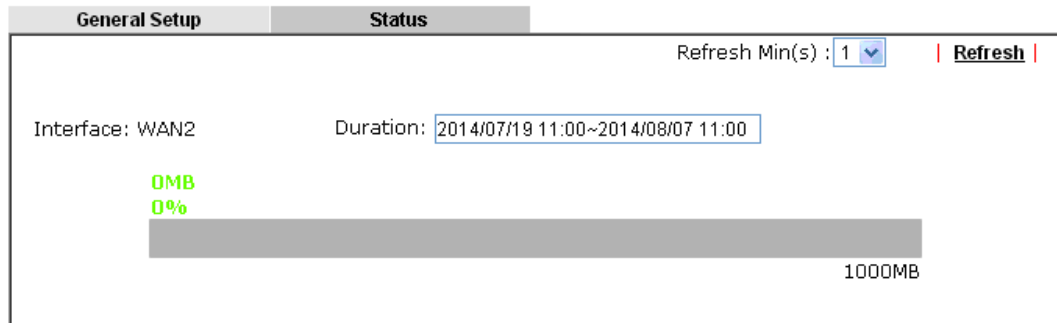 General Setup Status
Refresh Min(s) : 1 | Refresh |
Interface: WAN2 Duration: 2014/07/19 11:00~2014/08/07 11:00
0MB
0%
1000MB